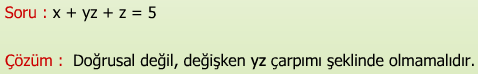 Soru : x + yz + z = 5
Çözüm : Doğrusal değil, değişken yz çarpımı şeklinde olmamalıdır.